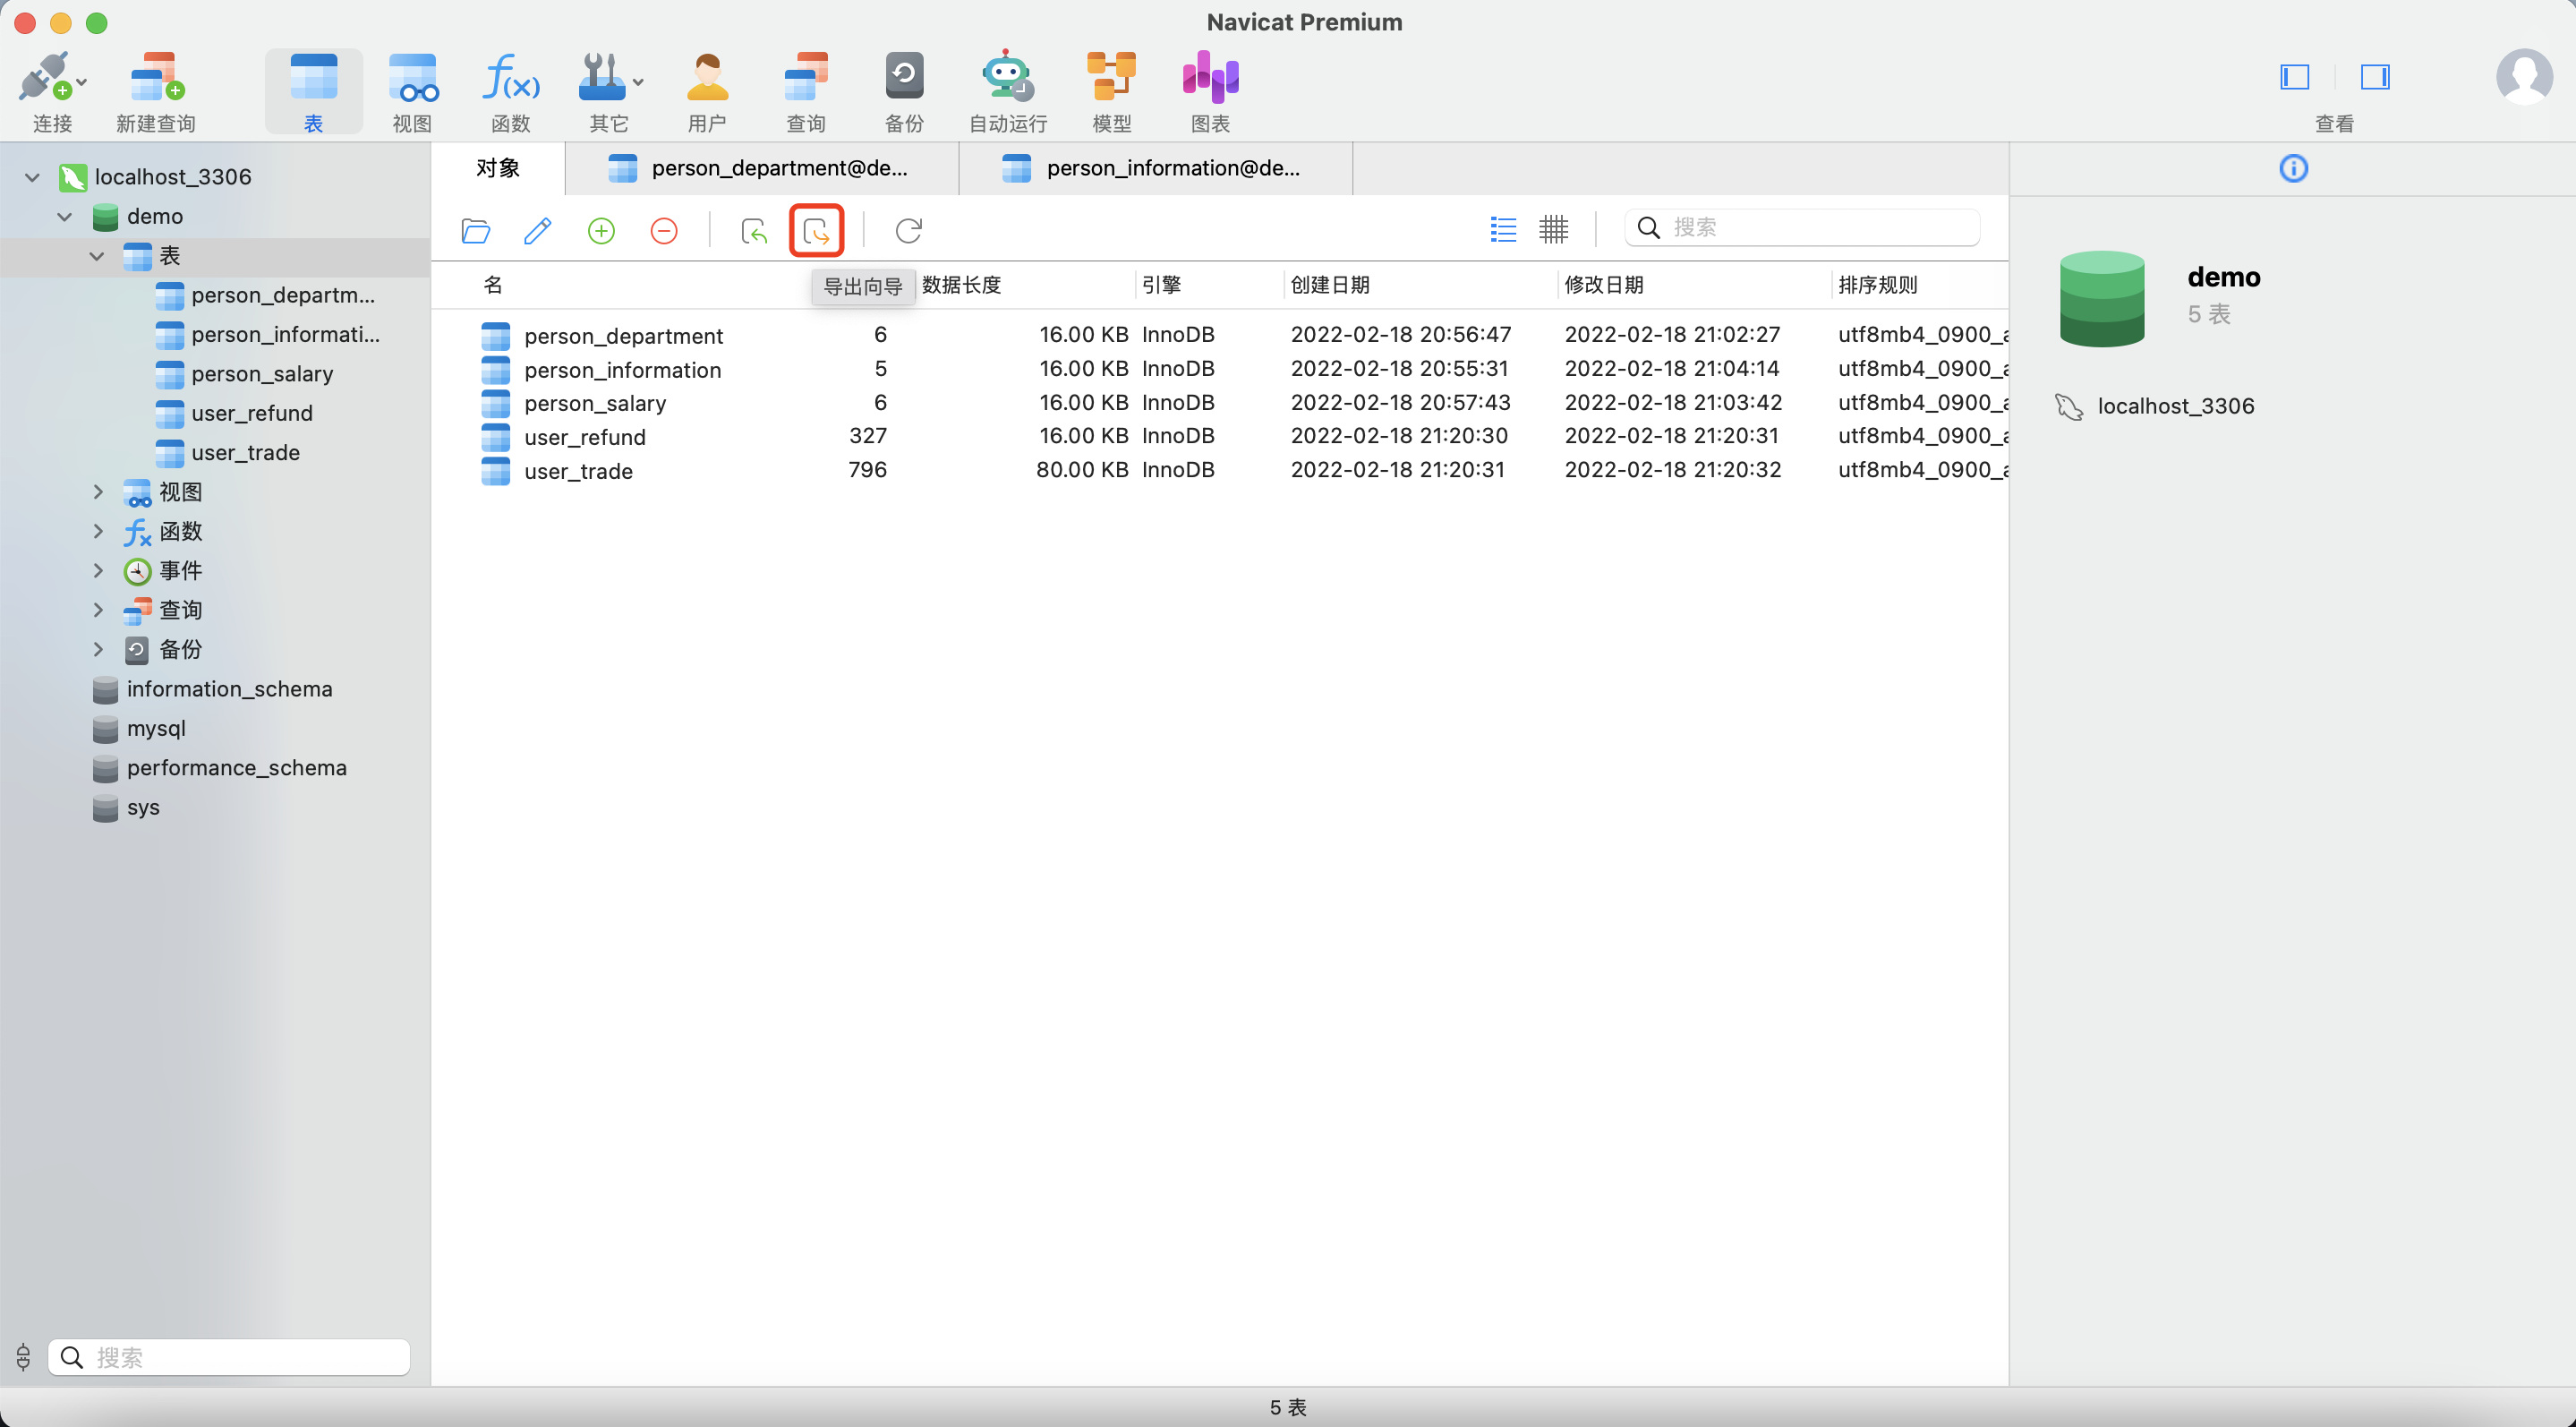 Navicat Premium
连接
新建查询
表
视图
函数
其它
用户
查询
备份
自动运行
模型
图表
查看
localhost_3306
demo
表
person_departm...
person_informati...
person_salary
user_refund
user_trade
视图
函数
事件
查询
备份
information_schema
mysql
performance_schema
sys
搜索
对象
person_department@de...
person_information@de...
搜索
名 导出向导 数据长度 引擎 创建日期 修改日期 排序规则
person_department 6 16.00 KB InnoDB 2022-02-18 20:56:47 2022-02-18 21:02:27 utf8mb4_0900_a
person_information 5 16.00 KB InnoDB 2022-02-18 20:55:31 2022-02-18 21:04:14 utf8mb4_0900_a
person_salary 6 16.00 KB InnoDB 2022-02-18 20:57:43 2022-02-18 21:03:42 utf8mb4_0900_a
user_refund 327 16.00 KB InnoDB 2022-02-18 21:20:30 2022-02-18 21:20:31 utf8mb4_0900_a
user_trade 796 80.00 KB InnoDB 2022-02-18 21:20:31 2022-02-18 21:20:32 utf8mb4_0900_a
demo
5 表
localhost_3306
5 表